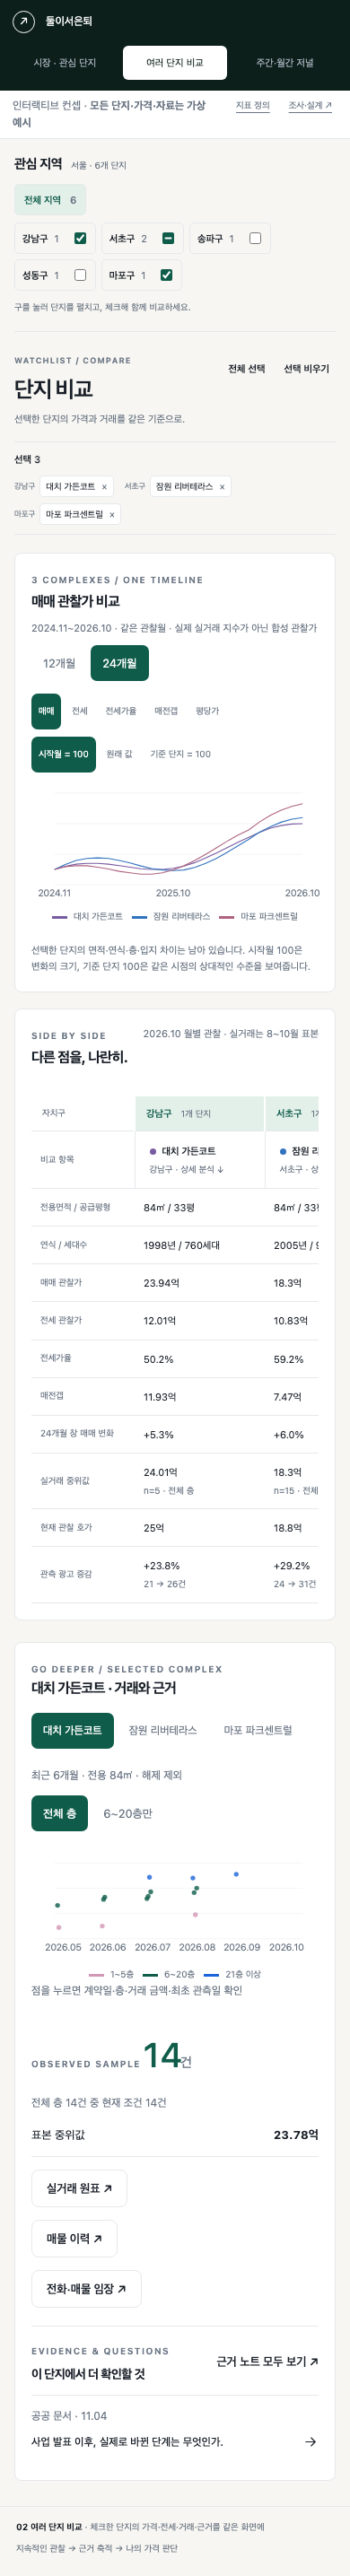 둘이서은퇴
시장 · 관심 단지
여러 단지 비교
주간·월간 저널
인터랙티브 컨셉 · 모든 단지·가격·자료는 가상
예시
지표 정의
조사·설계 ↗
관심 지역 서울 · 6개 단지
전체 지역 6
강남구 1
서초구 2
송파구 1
성동구 1
마포구 1
구를 눌러 단지를 펼치고, 체크해 함께 비교하세요.
WATCHLIST / COMPARE
단지 비교
전체 선택
선택 비우기
선택한 단지의 가격과 거래를 같은 기준으로.
선택 3
강남구 대치 가든코트 × 서초구 잠원 리버테라스 ×
마포구 마포 파크센트럴 ×
3 COMPLEXES / ONE TIMELINE
매매 관찰가 비교
2024.11~2026.10 · 같은 관찰월 · 실제 실거래 지수가 아닌 합성 관찰가
12개월 24개월
매매 전세 전세가율 매전갭 평당가
시작월 = 100 원래 값 기준 단지 = 100
2024.11 2025.10 2026.10
대치 가든코트 잠원 리버테라스 마포 파크센트럴
선택한 단지의 면적·연식·층·입지 차이는 남아 있습니다. 시작월 100은
변화의 크기, 기준 단지 100은 같은 시점의 상대적인 수준을 보여줍니다.
SIDE BY SIDE
다른 점을, 나란히.
2026.10 월별 관찰 · 실거래는 8~10월 표본
자치구 강남구 1개 단지 서초구 1
비교 항목 대치 가든코트 잠원 리
강남구 · 상세 분석 ↓ 서초구 · 상
전용면적 / 공급평형 84㎡ / 33평 84㎡ / 33
연식 / 세대수 1998년 / 760세대 2005년 / 9
매매 관찰가 23.94억 18.3억
전세 관찰가 12.01억 10.83억
전세가율 50.2% 59.2%
매전갭 11.93억 7.47억
24개월 창 매매 변화 +5.3% +6.0%
실거래 중위값 24.01억 18.3억
n=5 · 전체 층 n=15 · 전체
현재 관찰 호가 25억 18.8억
관측 광고 증감 +23.8% +29.2%
21 → 26건 24 → 31건
GO DEEPER / SELECTED COMPLEX
대치 가든코트 · 거래와 근거
대치 가든코트 잠원 리버테라스 마포 파크센트럴
최근 6개월 · 전용 84㎡ · 해제 제외
전체 층 6~20층만
2026.05 2026.06 2026.07 2026.08 2026.09 2026.10
1~5층 6~20층 21층 이상
점을 누르면 계약일·층·거래 금액·최초 관측일 확인
OBSERVED SAMPLE 14건
전체 층 14건 중 현재 조건 14건
표본 중위값 23.78억
실거래 원표 ↗
매물 이력 ↗
전화·매물 임장 ↗
EVIDENCE & QUESTIONS
이 단지에서 더 확인할 것
근거 노트 모두 보기 ↗
공공 문서 · 11.04
사업 발표 이후, 실제로 바뀐 단계는 무엇인가. →
02 여러 단지 비교 · 체크한 단지의 가격·전세·거래·근거를 같은 화면에
지속적인 관찰 → 근거 축적 → 나의 가격 판단